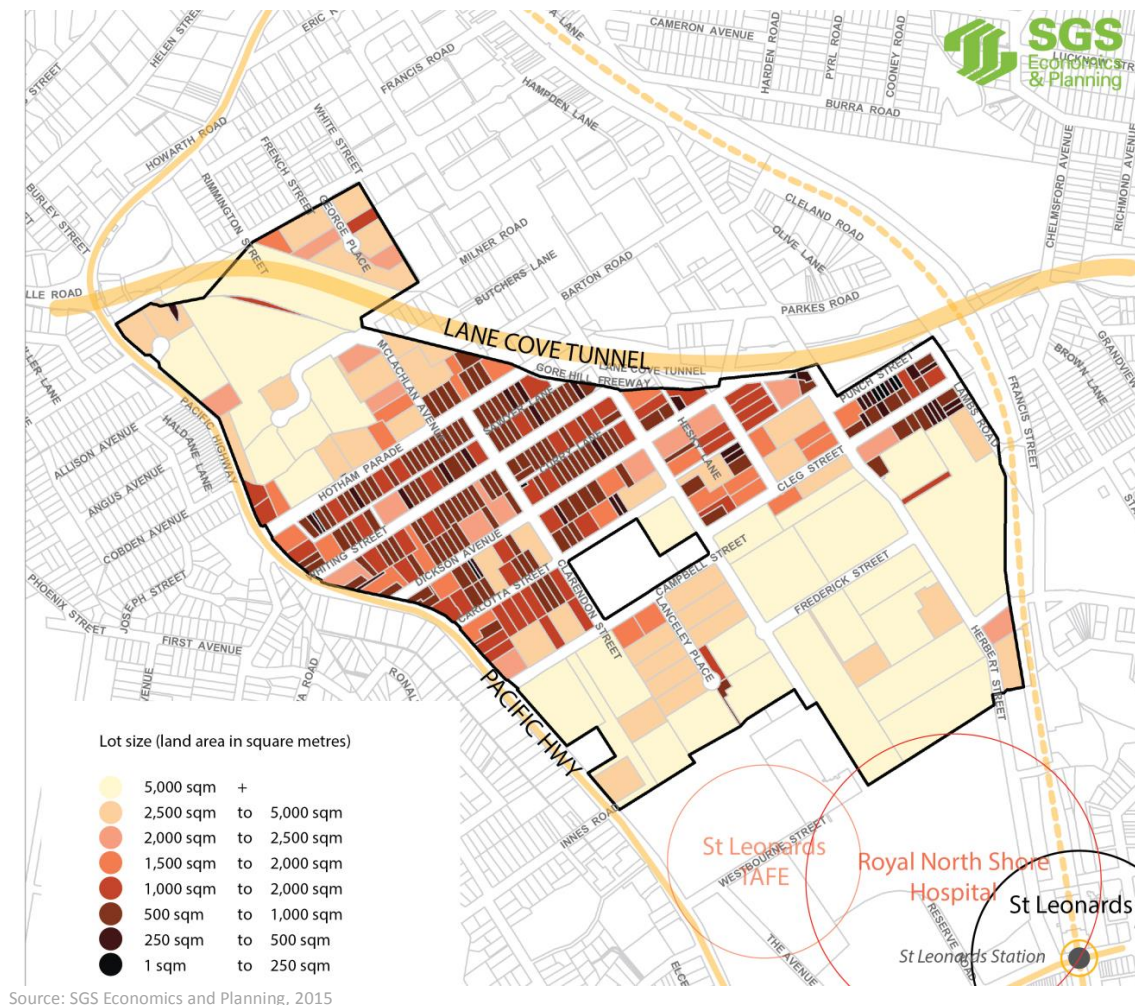 SGS
Economics
& Planning
HELEN STREET
ERIC ROAD
FRANCIS ROAD
CAMERON AVENUE
HARDEN ROAD
PYRL ROAD
COONEY ROAD
BURRA ROAD
HAMPDEN LANE
WHITE STREET
FRENCH STREET
HOWARTH ROAD
RIMMINGTON STREET
GEORGE PLACE
BURLEY STREET
CHELMSFORD AVENUE
RICHMOND AVENUE
CLELAND ROAD
OLIVE LANE
MILNER ROAD
BUTCHERS LANE
BARTON ROAD
PARKES ROAD
LANE COVE TUNNEL
LANE COVE TUNNEL
GORE HILL FREEWAY
MCLACHLAN AVENUE
PUNCH STREET
LAMBS ROAD
FRANCIS STREET
BROWN LANE
GRANDVIEW
PACIFIC HIGHWAY
HALDANE LANE
ALLISON AVENUE
ANGUS AVENUE
COBDEN AVENUE
HOTHAM PARADE
CLEG STREET
WHITING STREET
DICKSON AVENUE
CARLOTTA STREET
CLARENDON STREET
CAMPBELL STREET
LANCELEY PLACE
FREDERICK STREET
HERBERT STREET
PHOENIX STREET
JOSEPH STREET
FIRST AVENUE
PACIFIC HWY
INNES ROAD
WESTBOURNE STREET
St Leonards
TAFE
Royal North Shore
Hospital
St Leonards
RESERVE ROAD
THE AVENUE
St Leonards Station
Lot size (land area in square metres)
5,000 sqm +
2,500 sqm to 5,000 sqm
2,000 sqm to 2,500 sqm
1,500 sqm to 2,000 sqm
1,000 sqm to 2,000 sqm
500 sqm to 1,000 sqm
250 sqm to 500 sqm
1 sqm to 250 sqm
Source: SGS Economics and Planning, 2015